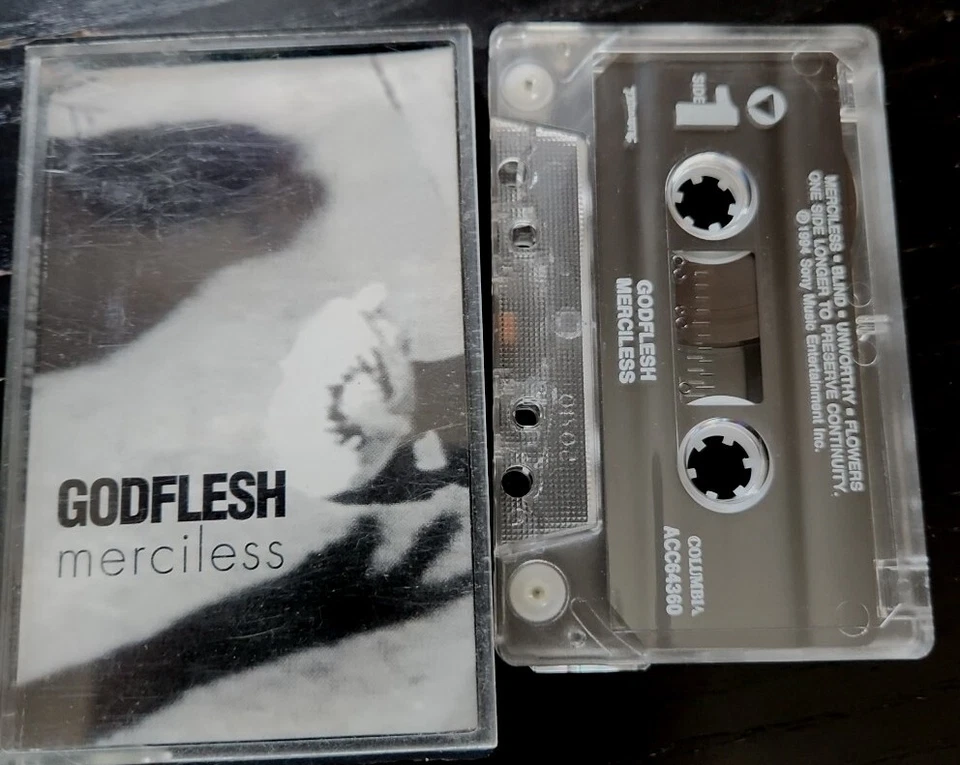 GODFLESH
merciless
SIDE
1
GODFLESH
MERCILESS
COLUMBIA
ACC64360
MERCILESS • BLIND • UNWORTHY • FLOWERS
ONE SIDE LONGER TO PRESERVE CONTINUITY.
℗1994 Sony Music Entertainment Inc.